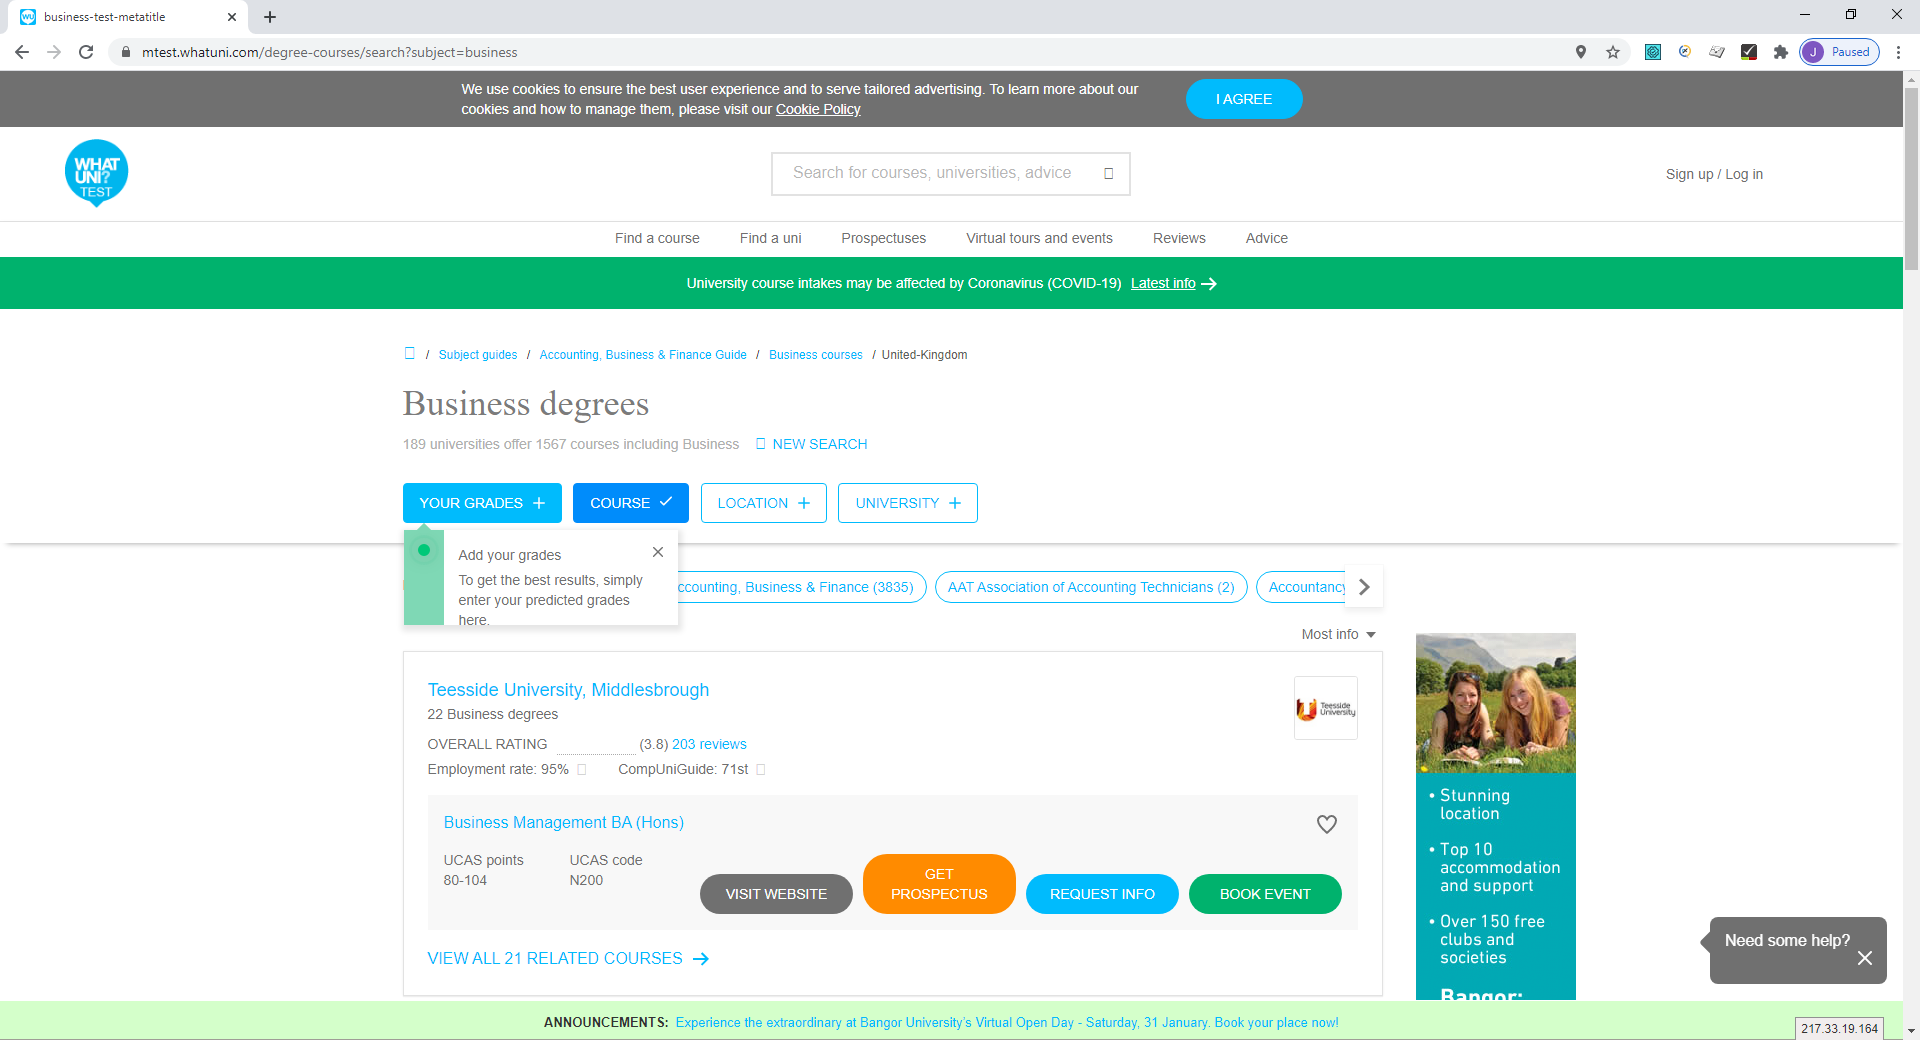 business-test-metatitle
mtest.whatuni.com/degree-courses/search?subject=business
J Paused
We use cookies to ensure the best user experience and to serve tailored advertising. To learn more about our
cookies and how to manage them, please visit our Cookie Policy
I AGREE
WHAT
UNI?
TEST
Search for courses, universities, advice
Sign up / Log in
Find a course Find a uni Prospectuses Virtual tours and events Reviews Advice
University course intakes may be affected by Coronavirus (COVID-19) Latest info
/ Subject guides / Accounting, Business & Finance Guide / Business courses / United-Kingdom
Business degrees
189 universities offer 1567 courses including Business NEW SEARCH
YOUR GRADES COURSE LOCATION UNIVERSITY
Add your grades
To get the best results, simply
enter your predicted grades
here.
ccounting, Business & Finance (3835) AAT Association of Accounting Technicians (2) Accountancy
Most info
Teesside University, Middlesbrough
22 Business degrees
OVERALL RATING (3.8) 203 reviews
Employment rate: 95% CompUniGuide: 71st
Teesside
University
Business Management BA (Hons)
UCAS points UCAS code
80-104 N200
VISIT WEBSITE
GET
PROSPECTUS
REQUEST INFO
BOOK EVENT
VIEW ALL 21 RELATED COURSES
• Stunning
location
• Top 10
accommodation
and support
• Over 150 free
clubs and
societies
Bangor:
Need some help?
ANNOUNCEMENTS: Experience the extraordinary at Bangor University's Virtual Open Day - Saturday, 31 January. Book your place now!
217.33.19.164